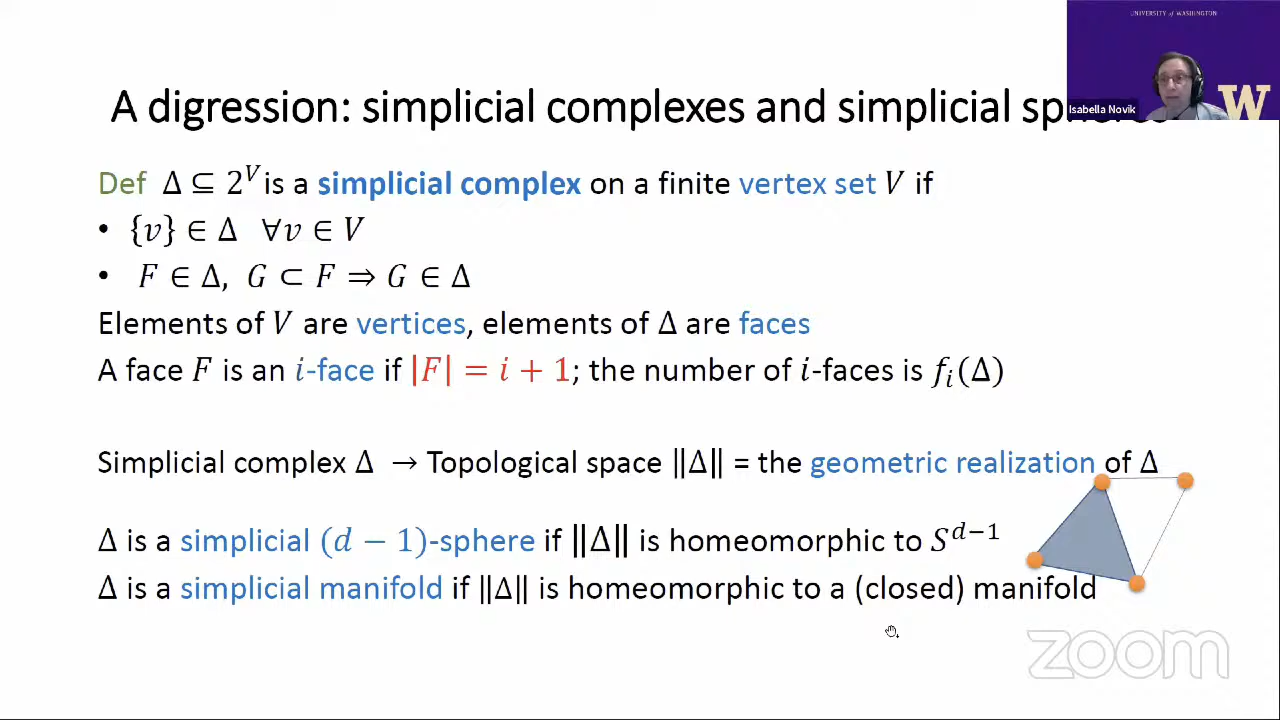 UNIVERSITY of WASHINGTON
W
Isabella Novik
A digression: simplicial complexes and simplicial spheres
Def Δ ⊆ 2^V is a simplicial complex on a finite vertex set V if
• {v} ∈ Δ ∀v ∈ V
• F ∈ Δ, G ⊂ F ⇒ G ∈ Δ
Elements of V are vertices, elements of Δ are faces
A face F is an i-face if |F| = i + 1; the number of i-faces is f_i(Δ)
Simplicial complex Δ → Topological space ‖Δ‖ = the geometric realization of Δ
Δ is a simplicial (d − 1)-sphere if ‖Δ‖ is homeomorphic to S^{d−1}
Δ is a simplicial manifold if ‖Δ‖ is homeomorphic to a (closed) manifold
zoom